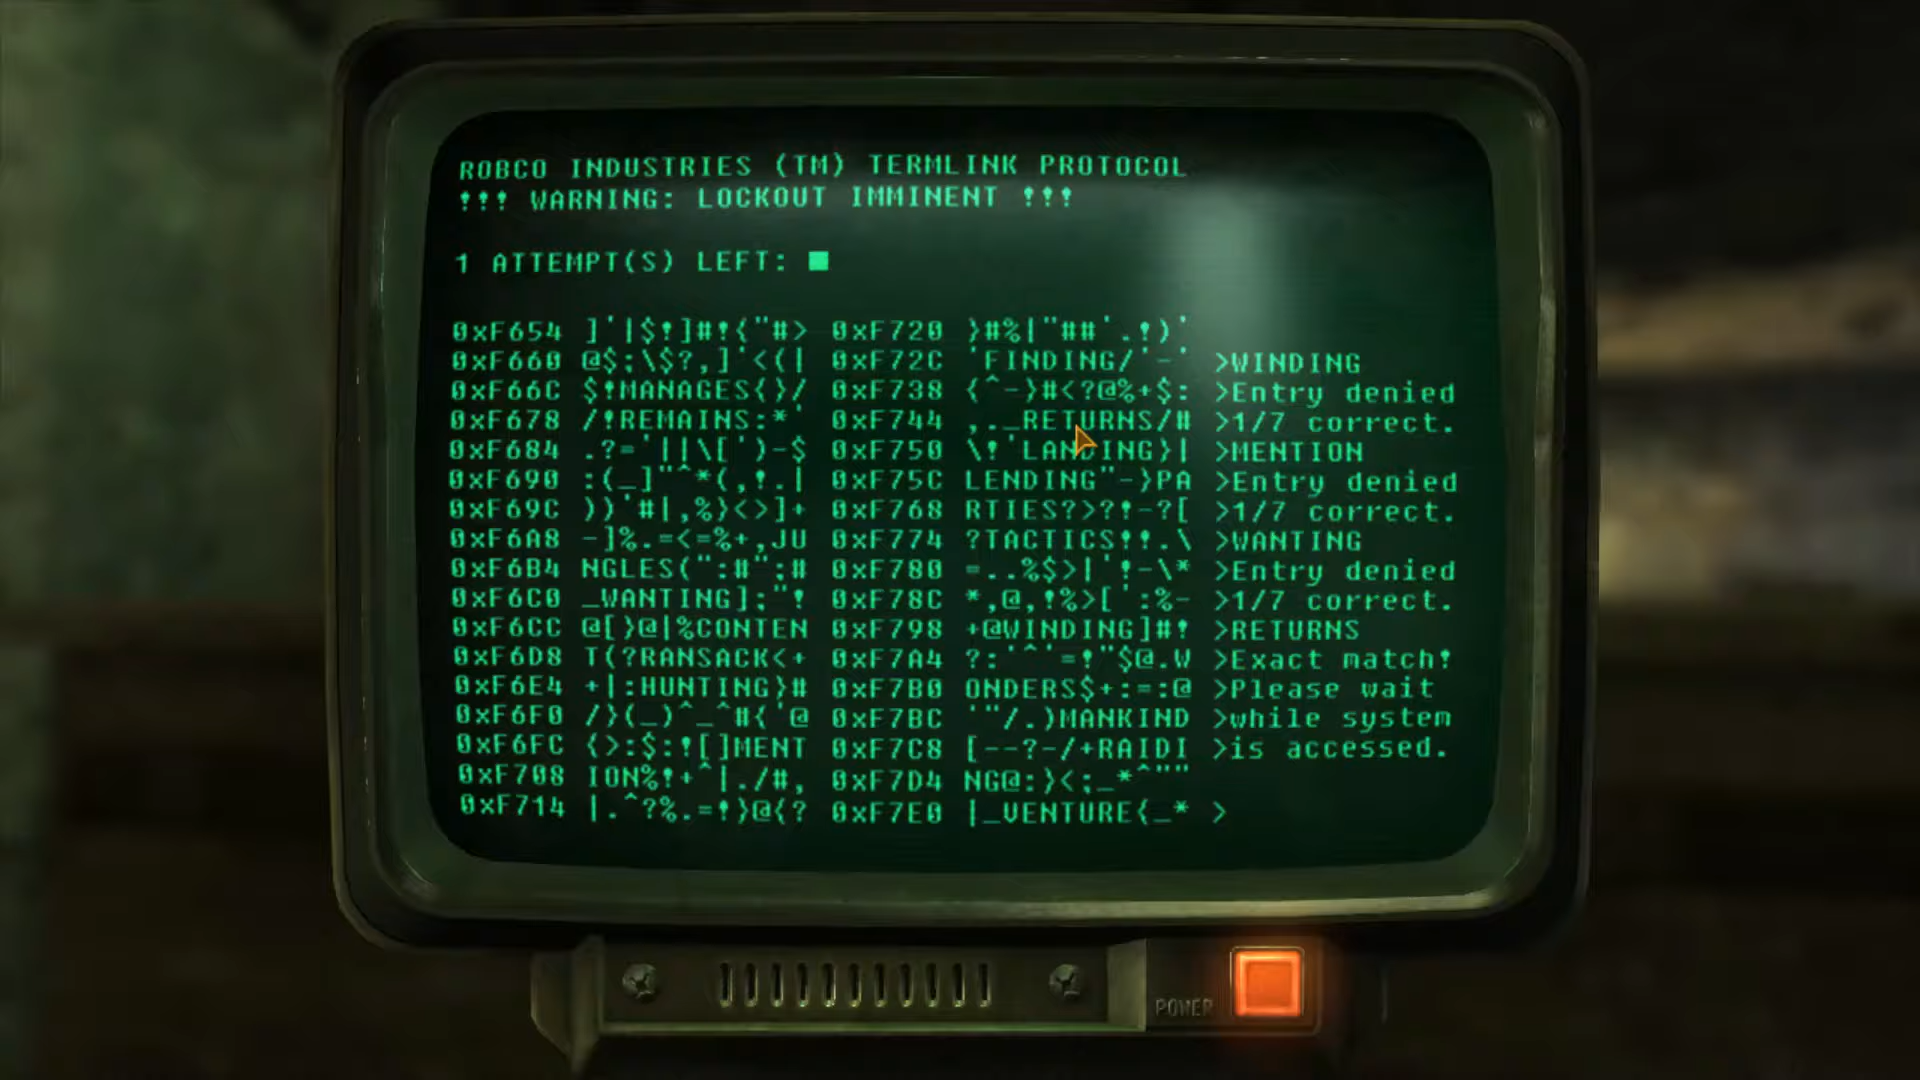 ROBCO INDUSTRIES (TM) TERMLINK PROTOCOL
!!! WARNING: LOCKOUT IMMINENT !!!
1 ATTEMPT(S) LEFT:
0xF654 ]'|$!]#!{"#> 0xF720 }#%|"##'.!)'
0xF660 @$;\$?,]'<(| 0xF72C 'FINDING/'-' >WINDING
0xF66C $!MANAGES{}/ 0xF738 {^-}#<?@%+$: >Entry denied
0xF678 /!REMAINS:*' 0xF744 ,._RETURNS/# >1/7 correct.
0xF684 .?='||\[')-$ 0xF750 \!'LANDING}| >MENTION
0xF690 :(_]"^*(,!.| 0xF75C LENDING"-}PA >Entry denied
0xF69C ))'#|,%}<>]+ 0xF768 RTIES?>?!-?[ >1/7 correct.
0xF6A8 -]%.=<=%+,JU 0xF774 ?TACTICS!!.\ >WANTING
0xF6B4 NGLES(":#";# 0xF780 =..%$>|'!-\* >Entry denied
0xF6C0 _WANTING];"! 0xF78C *,@,!%>[':%- >1/7 correct.
0xF6CC @[}@|%CONTEN 0xF798 +@WINDING]#! >RETURNS
0xF6D8 T(?RANSACK<+ 0xF7A4 ?:'^'=!"$@.W >Exact match!
0xF6E4 +|:HUNTING}# 0xF7B0 ONDERS$+:=:@ >Please wait
0xF6F0 /}(_)^_^#{'@ 0xF7BC '"/.)MANKIND >while system
0xF6FC {>:$:![]MENT 0xF7C8 [--?-/+RAIDI >is accessed.
0xF708 ION%!+^|./#, 0xF7D4 NG@:}<;_*^""
0xF714 |.^?%.=!}@{? 0xF7E0 |_VENTURE{_* >
POWER